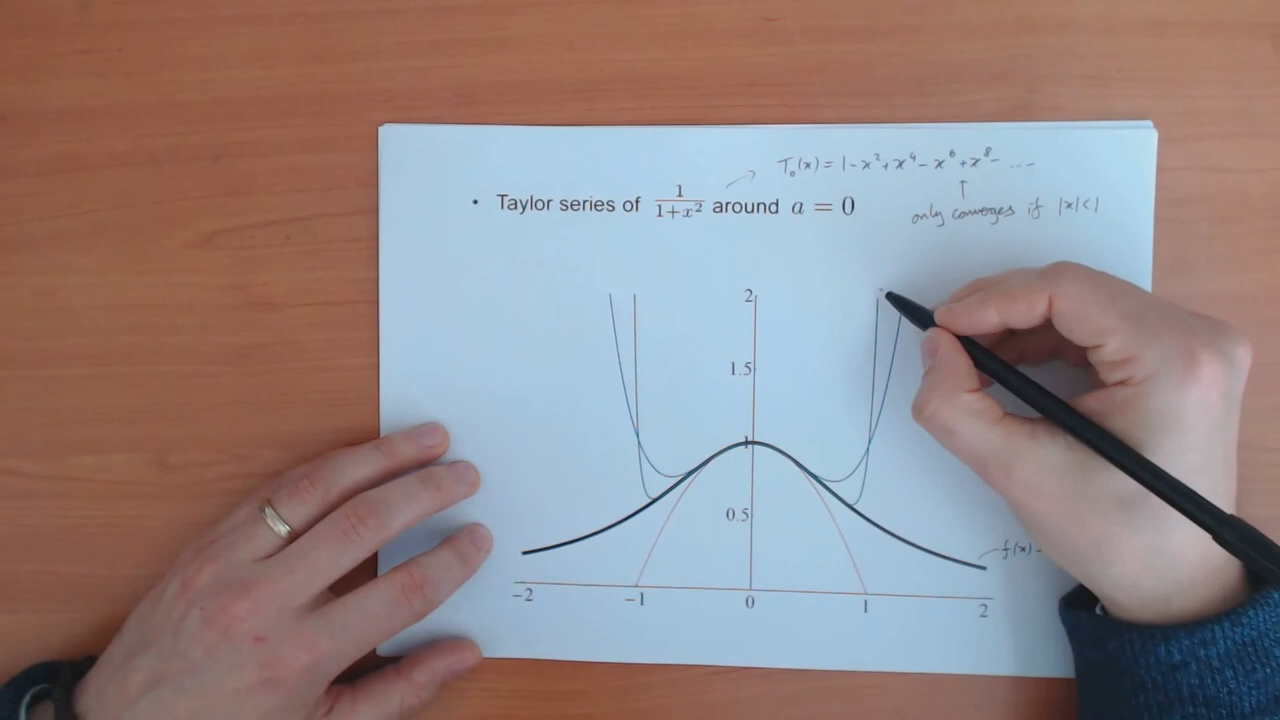 T₀(x) = 1 - x² + x⁴ - x⁶ + x⁸ - ....
• Taylor series of 1/(1+x²) around a = 0
↑
only converges if |x|<1
2
1.5
1
0.5
f(x) -
-2 -1 0 1 2